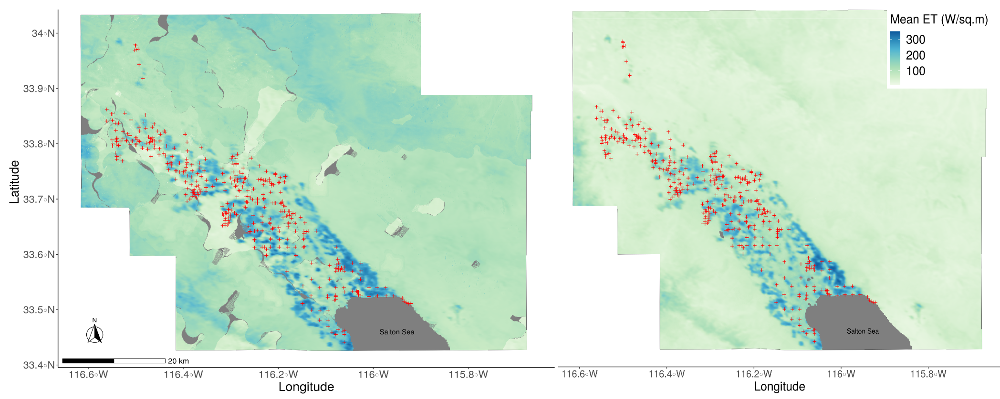 34○N
33.9○N
33.8○N
33.7○N
33.6○N
33.5○N
33.4○N
Latitude
N
20 km
Salton Sea
116.6○W 116.4○W 116.2○W 116○W 115.8○W
Longitude
Mean ET (W/sq.m)
300
200
100
Salton Sea
116.6○W 116.4○W 116.2○W 116○W 115.8○W
Longitude